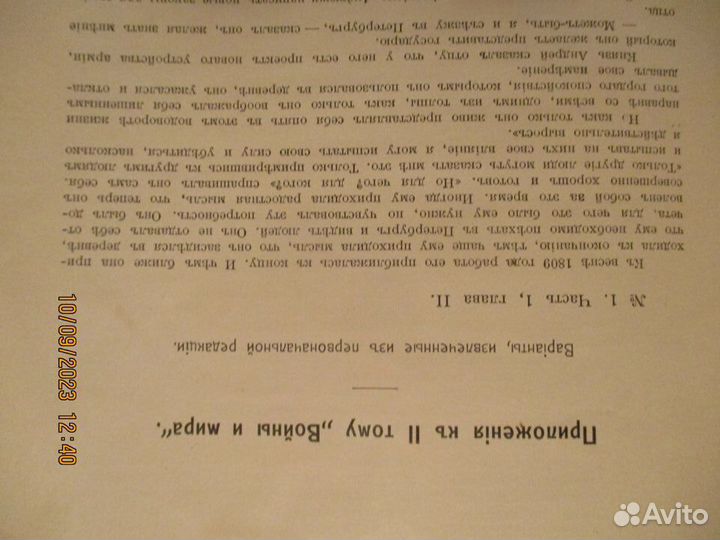 Приложенія къ II тому „Войны и мира“.
Варіанты, извлеченные изъ первоначальной редакціи.
№ 1. Часть 1, глава II.
Къ веснѣ 1809 года работа его приближалась къ концу. И чѣмъ ближе она при-
ходила къ окончанію, тѣмъ чаще ему приходила мысль, что онъ засидѣлся въ деревнѣ,
что ему необходимо поѣхать въ Петербургъ и видѣть людей. Онъ не отдавалъ себѣ от-
чета, для чего это было ему нужно, но чувствовалъ эту потребность. Онъ былъ до-
воленъ собой за это время. Иногда ему приходила радостная мысль, что теперь онъ
совершенно хорошъ и готовъ. «Но для чего? для кого?» спрашивалъ онъ самъ себя.
«Только другіе люди могутъ сказать мнѣ это. Только примѣрившись къ другимъ людямъ
и испытавъ на нихъ свое вліяніе, я могу испытать свою силу и убѣдиться, насколько
я дѣйствительно выросъ».
Но какъ только онъ живо представлялъ себя опять въ этомъ водоворотѣ жизни
наравнѣ со всѣми, однимъ изъ толпы, какъ только онъ воображалъ себя лишеннымъ
того гордаго спокойствія, которымъ онъ пользовался въ деревнѣ, онъ ужасался и откла-
дывалъ свое намѣреніе.
Князь Андрей сказалъ отцу, что у него есть проектъ новаго устройства арміи,
который онъ желаетъ представить государю.
— Можетъ-быть, я и съѣзжу въ Петербургъ, — сказалъ онъ, желая знать мнѣніе
отца.
10/09/2023 12:40
Avito